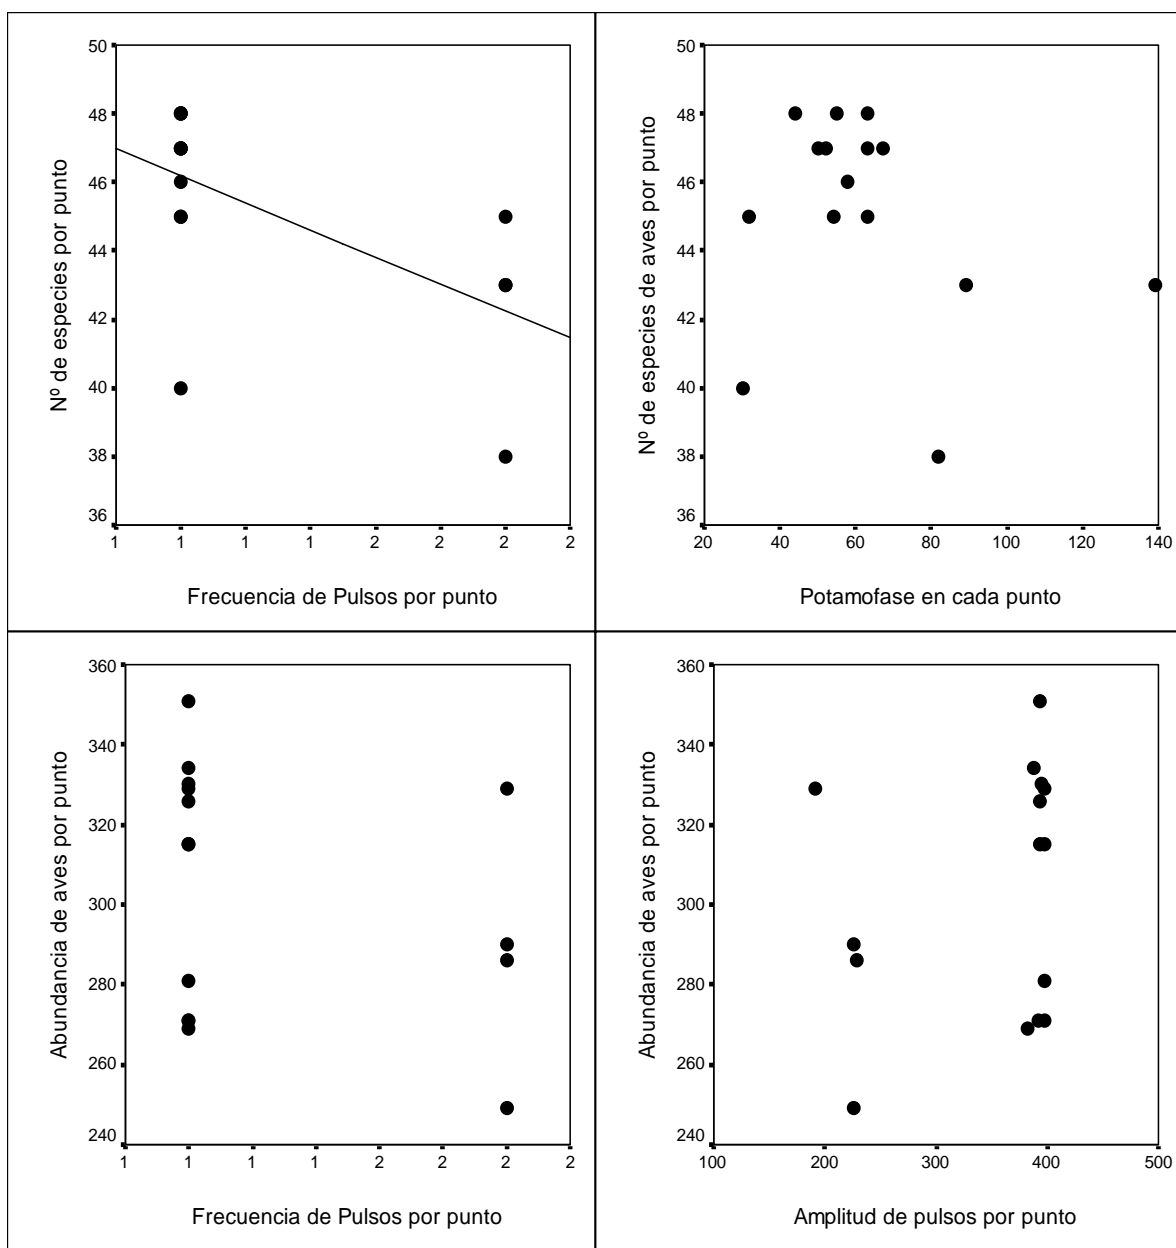 50
48
46
44
42
40
38
36
Nº de especies por punto
1 1 1 1 2 2 2 2
Frecuencia de Pulsos por punto
50
48
46
44
42
40
38
36
Nº de especies de aves por punto
20 40 60 80 100 120 140
Potamofase en cada punto
360
340
320
300
280
260
240
Abundancia de aves por punto
1 1 1 1 2 2 2 2
Frecuencia de Pulsos por punto
360
340
320
300
280
260
240
Abundancia de aves por punto
100 200 300 400 500
Amplitud de pulsos por punto